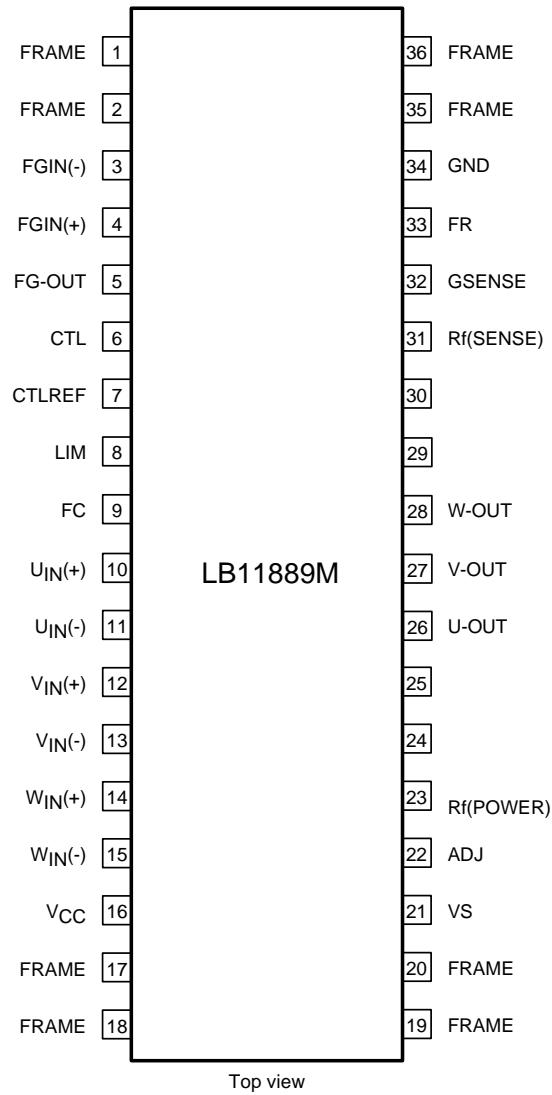 FRAME 1 36 FRAME
FRAME 2 35 FRAME
FGIN(-) 3 34 GND
FGIN(+) 4 33 FR
FG-OUT 5 32 GSENSE
CTL 6 31 Rf(SENSE)
CTLREF 7 30
LIM 8 29
FC 9 28 W-OUT
UIN(+) 10 LB11889M 27 V-OUT
UIN(-) 11 26 U-OUT
VIN(+) 12 25
VIN(-) 13 24
WIN(+) 14 23 Rf(POWER)
WIN(-) 15 22 ADJ
VCC 16 21 VS
FRAME 17 20 FRAME
FRAME 18 19 FRAME
Top view